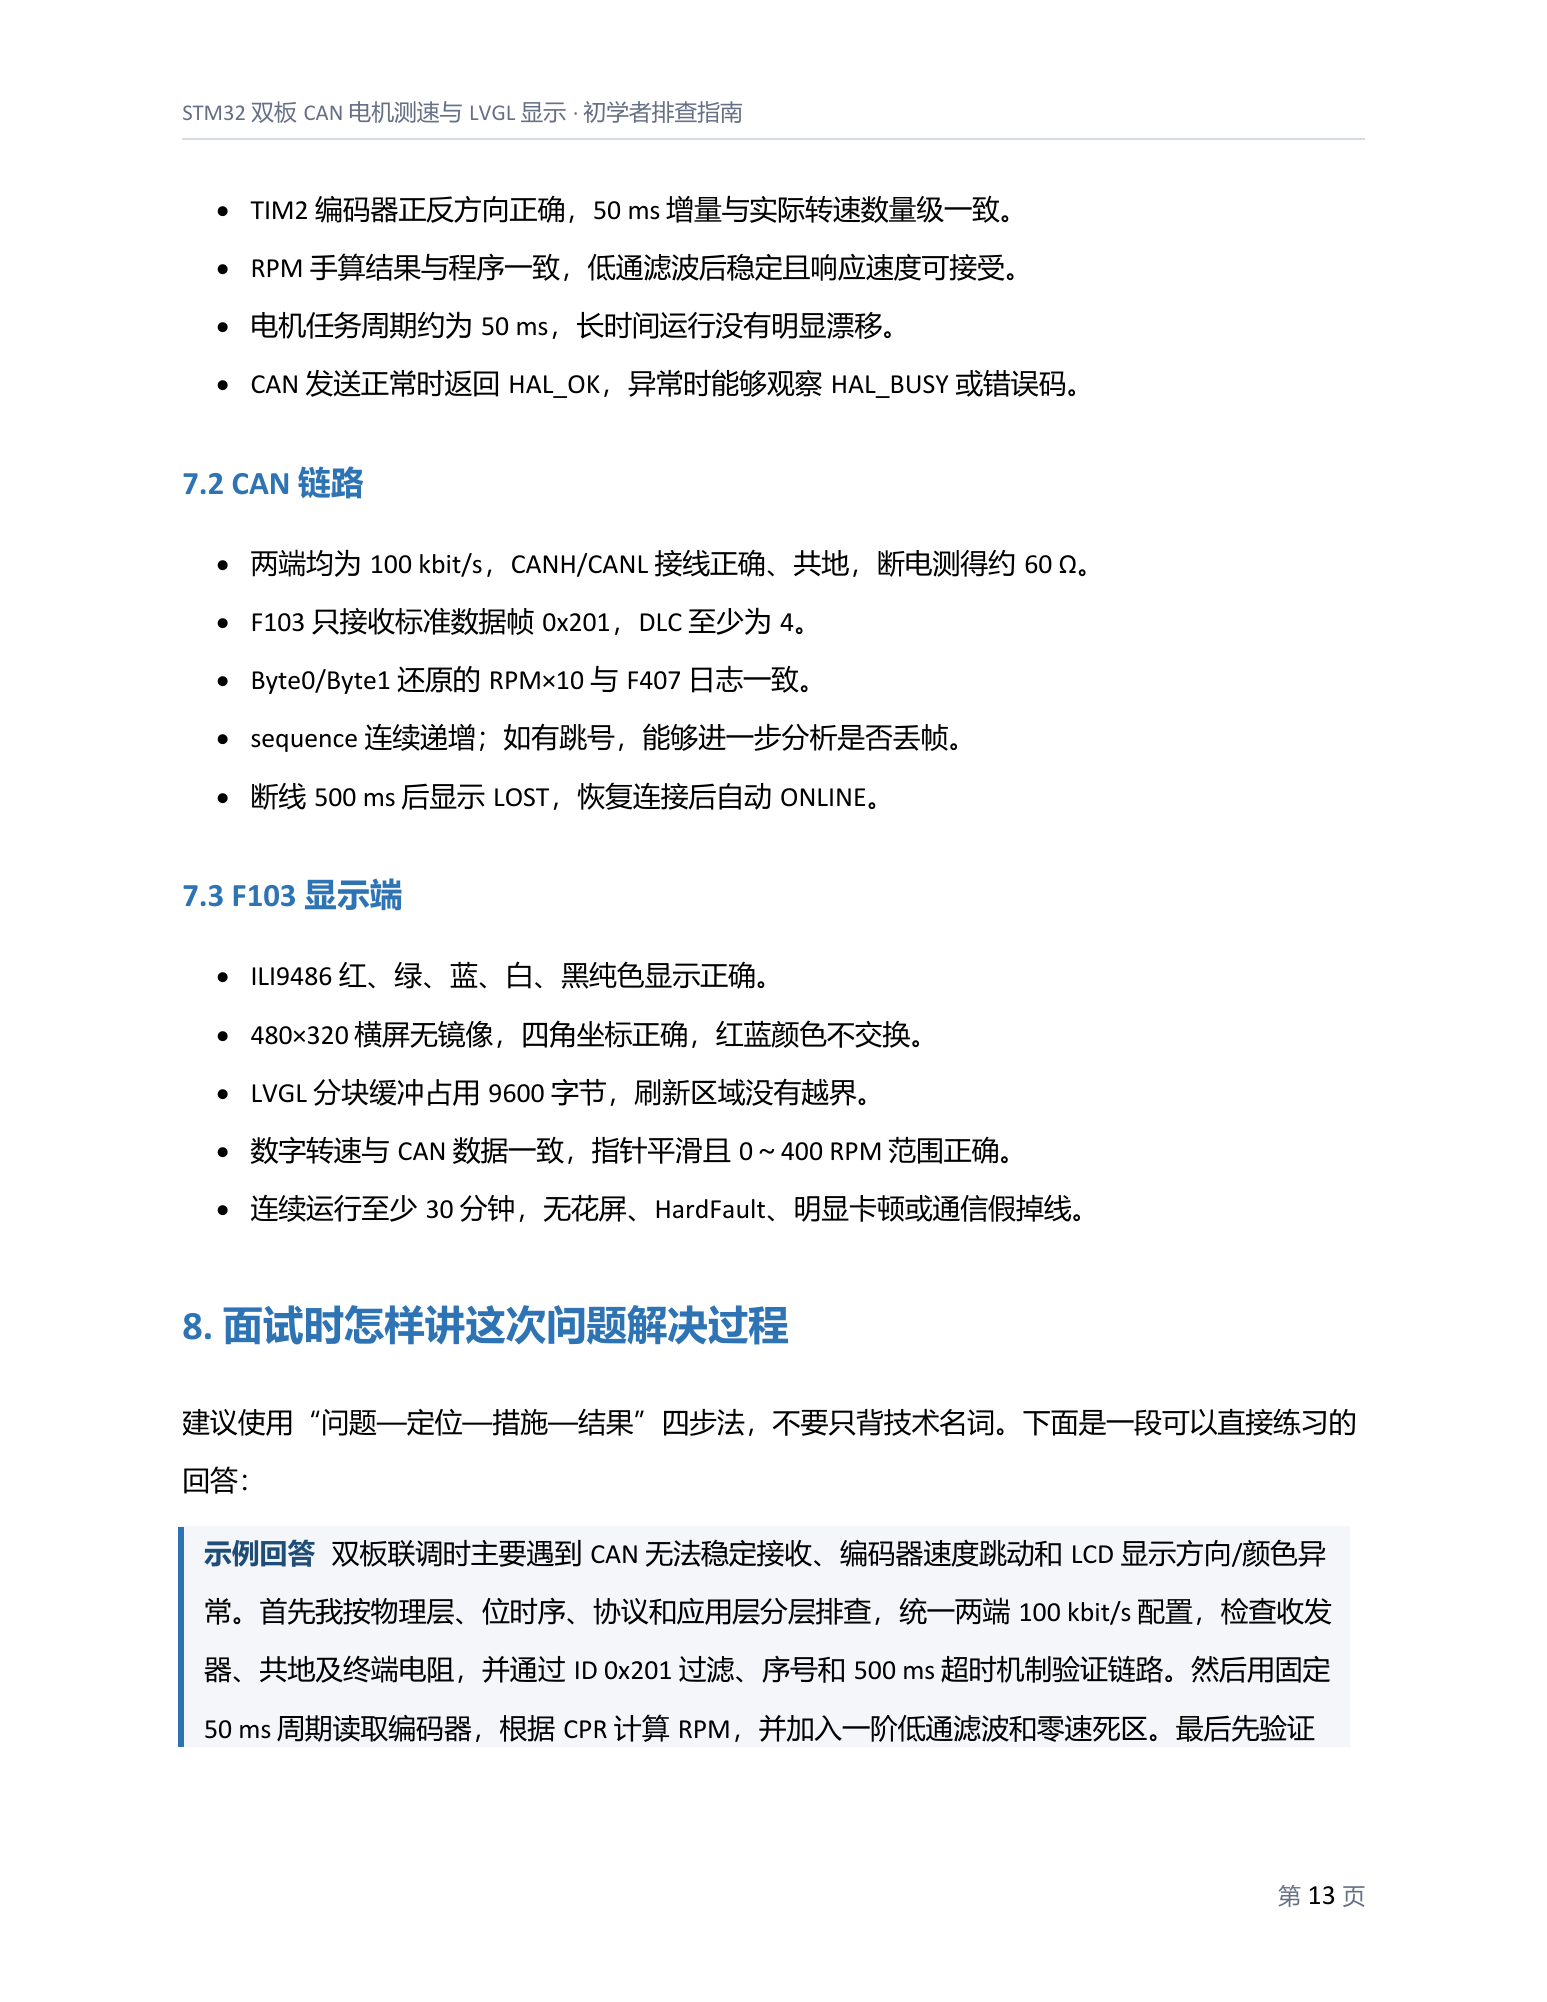 STM32 双板 CAN 电机测速与 LVGL 显示 · 初学者排查指南
• TIM2 编码器正反方向正确，50 ms 增量与实际转速数量级一致。
• RPM 手算结果与程序一致，低通滤波后稳定且响应速度可接受。
• 电机任务周期约为 50 ms，长时间运行没有明显漂移。
• CAN 发送正常时返回 HAL_OK，异常时能够观察 HAL_BUSY 或错误码。
7.2 CAN 链路
• 两端均为 100 kbit/s，CANH/CANL 接线正确、共地，断电测得约 60 Ω。
• F103 只接收标准数据帧 0x201，DLC 至少为 4。
• Byte0/Byte1 还原的 RPM×10 与 F407 日志一致。
• sequence 连续递增；如有跳号，能够进一步分析是否丢帧。
• 断线 500 ms 后显示 LOST，恢复连接后自动 ONLINE。
7.3 F103 显示端
• ILI9486 红、绿、蓝、白、黑纯色显示正确。
• 480×320 横屏无镜像，四角坐标正确，红蓝颜色不交换。
• LVGL 分块缓冲占用 9600 字节，刷新区域没有越界。
• 数字转速与 CAN 数据一致，指针平滑且 0～400 RPM 范围正确。
• 连续运行至少 30 分钟，无花屏、HardFault、明显卡顿或通信假掉线。
8. 面试时怎样讲这次问题解决过程
建议使用“问题—定位—措施—结果”四步法，不要只背技术名词。下面是一段可以直接练习的
回答：
示例回答 双板联调时主要遇到 CAN 无法稳定接收、编码器速度跳动和 LCD 显示方向/颜色异
常。首先我按物理层、位时序、协议和应用层分层排查，统一两端 100 kbit/s 配置，检查收发
器、共地及终端电阻，并通过 ID 0x201 过滤、序号和 500 ms 超时机制验证链路。然后用固定
50 ms 周期读取编码器，根据 CPR 计算 RPM，并加入一阶低通滤波和零速死区。最后先验证
第 13 页